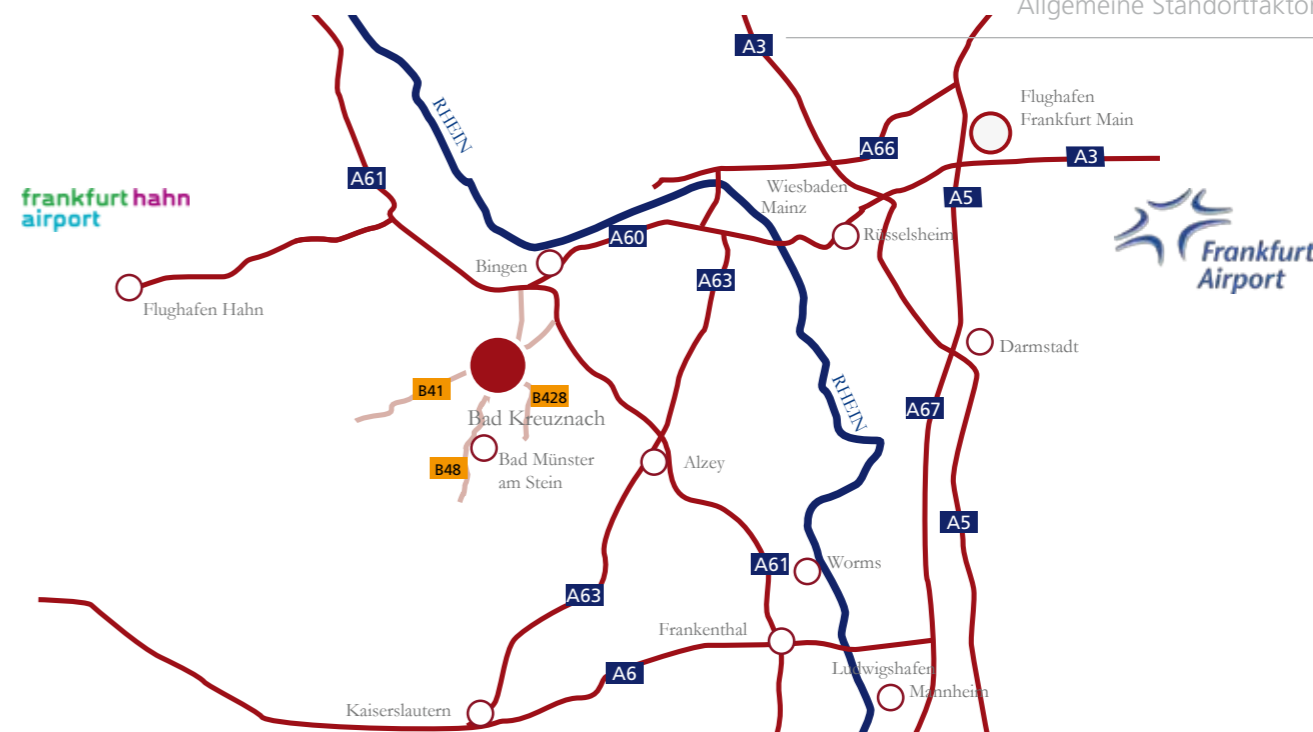 Allgemeine Standortfaktor
A3
RHEIN
Flughafen
Frankfurt Main
A66
A3
A61
frankfurt hahn
airport
Wiesbaden
Mainz
A5
Rüsselsheim
A60
Frankfurt
Airport
Bingen
A63
Flughafen Hahn
Darmstadt
B41
B428
RHEIN
A67
Bad Kreuznach
Bad Münster
am Stein
B48
Alzey
A5
A61
Worms
A63
Frankenthal
A6
Ludwigshafen
Mannheim
Kaiserslautern